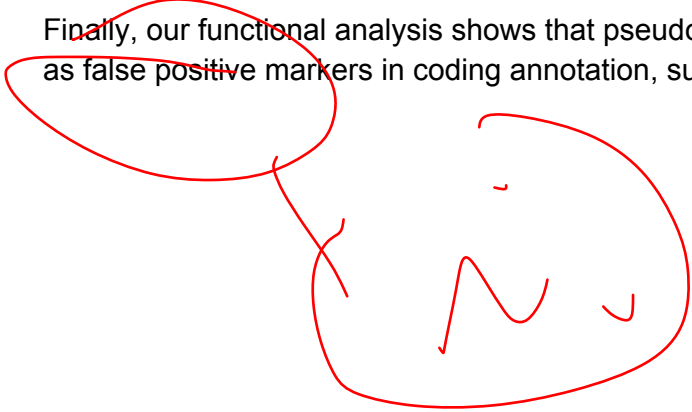 Finally, our functional analysis shows that pseudo
as false positive markers in coding annotation, su